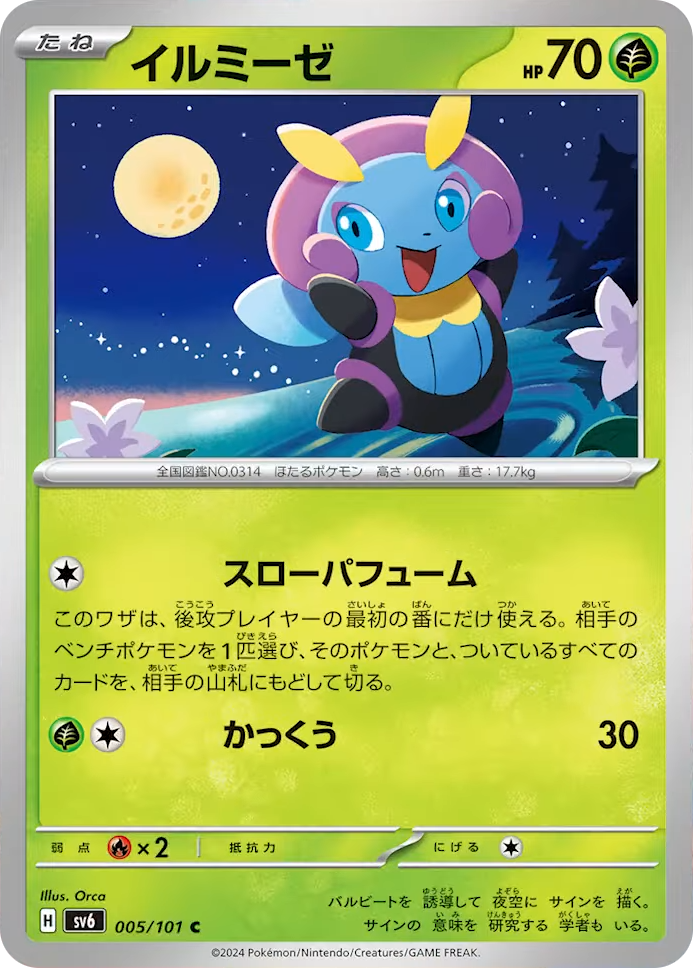 たね
イルミーゼ
HP70
全国図鑑NO.0314 ほたるポケモン 高さ:0.6m 重さ:17.7kg
スローパフューム
このワザは、後攻プレイヤーの最初の番にだけ使える。相手の
ベンチポケモンを1匹選び、そのポケモンと、ついているすべての
カードを、相手の山札にもどして切る。
かっくう 30
弱点 ×2 抵抗力 にげる
Illus. Orca
バルビートを 誘導して 夜空に サインを 描く。
サインの 意味を 研究する 学者も いる。
H sv6 005/101 C
©2024 Pokémon/Nintendo/Creatures/GAME FREAK.